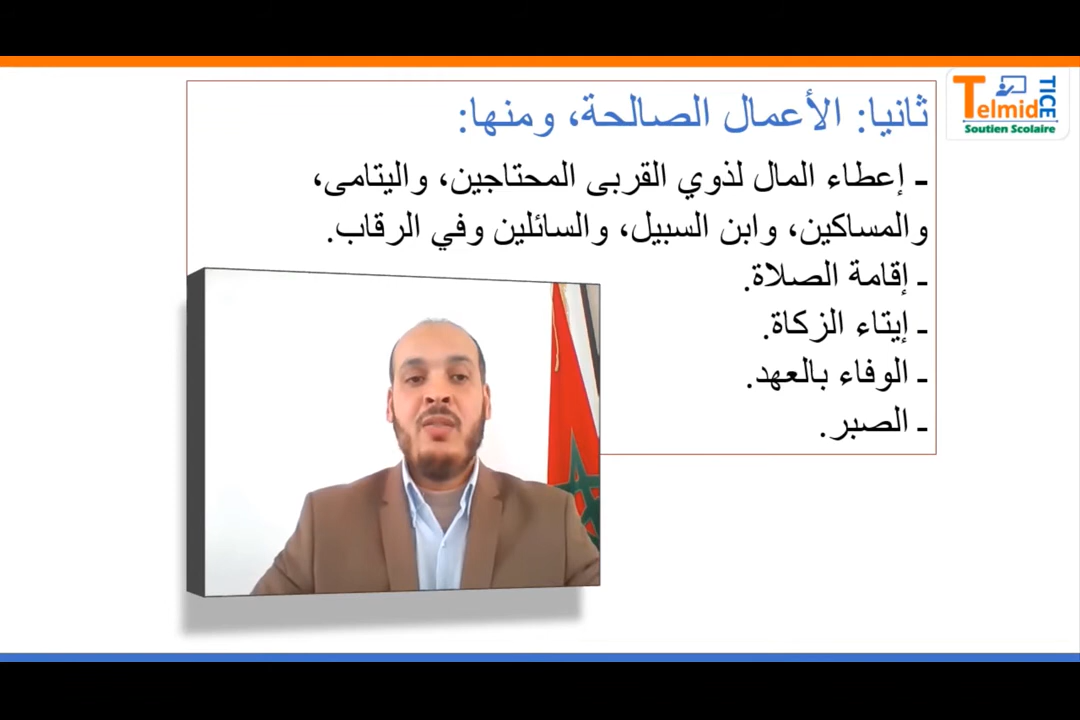 ثانيا: الأعمال الصالحة، ومنها:
- إعطاء المال لذوي القربى المحتاجين، واليتامى،
والمساكين، وابن السبيل، والسائلين وفي الرقاب.
- إقامة الصلاة.
- إيتاء الزكاة.
- الوفاء بالعهد.
- الصبر.
Telmid TICE
Soutien Scolaire